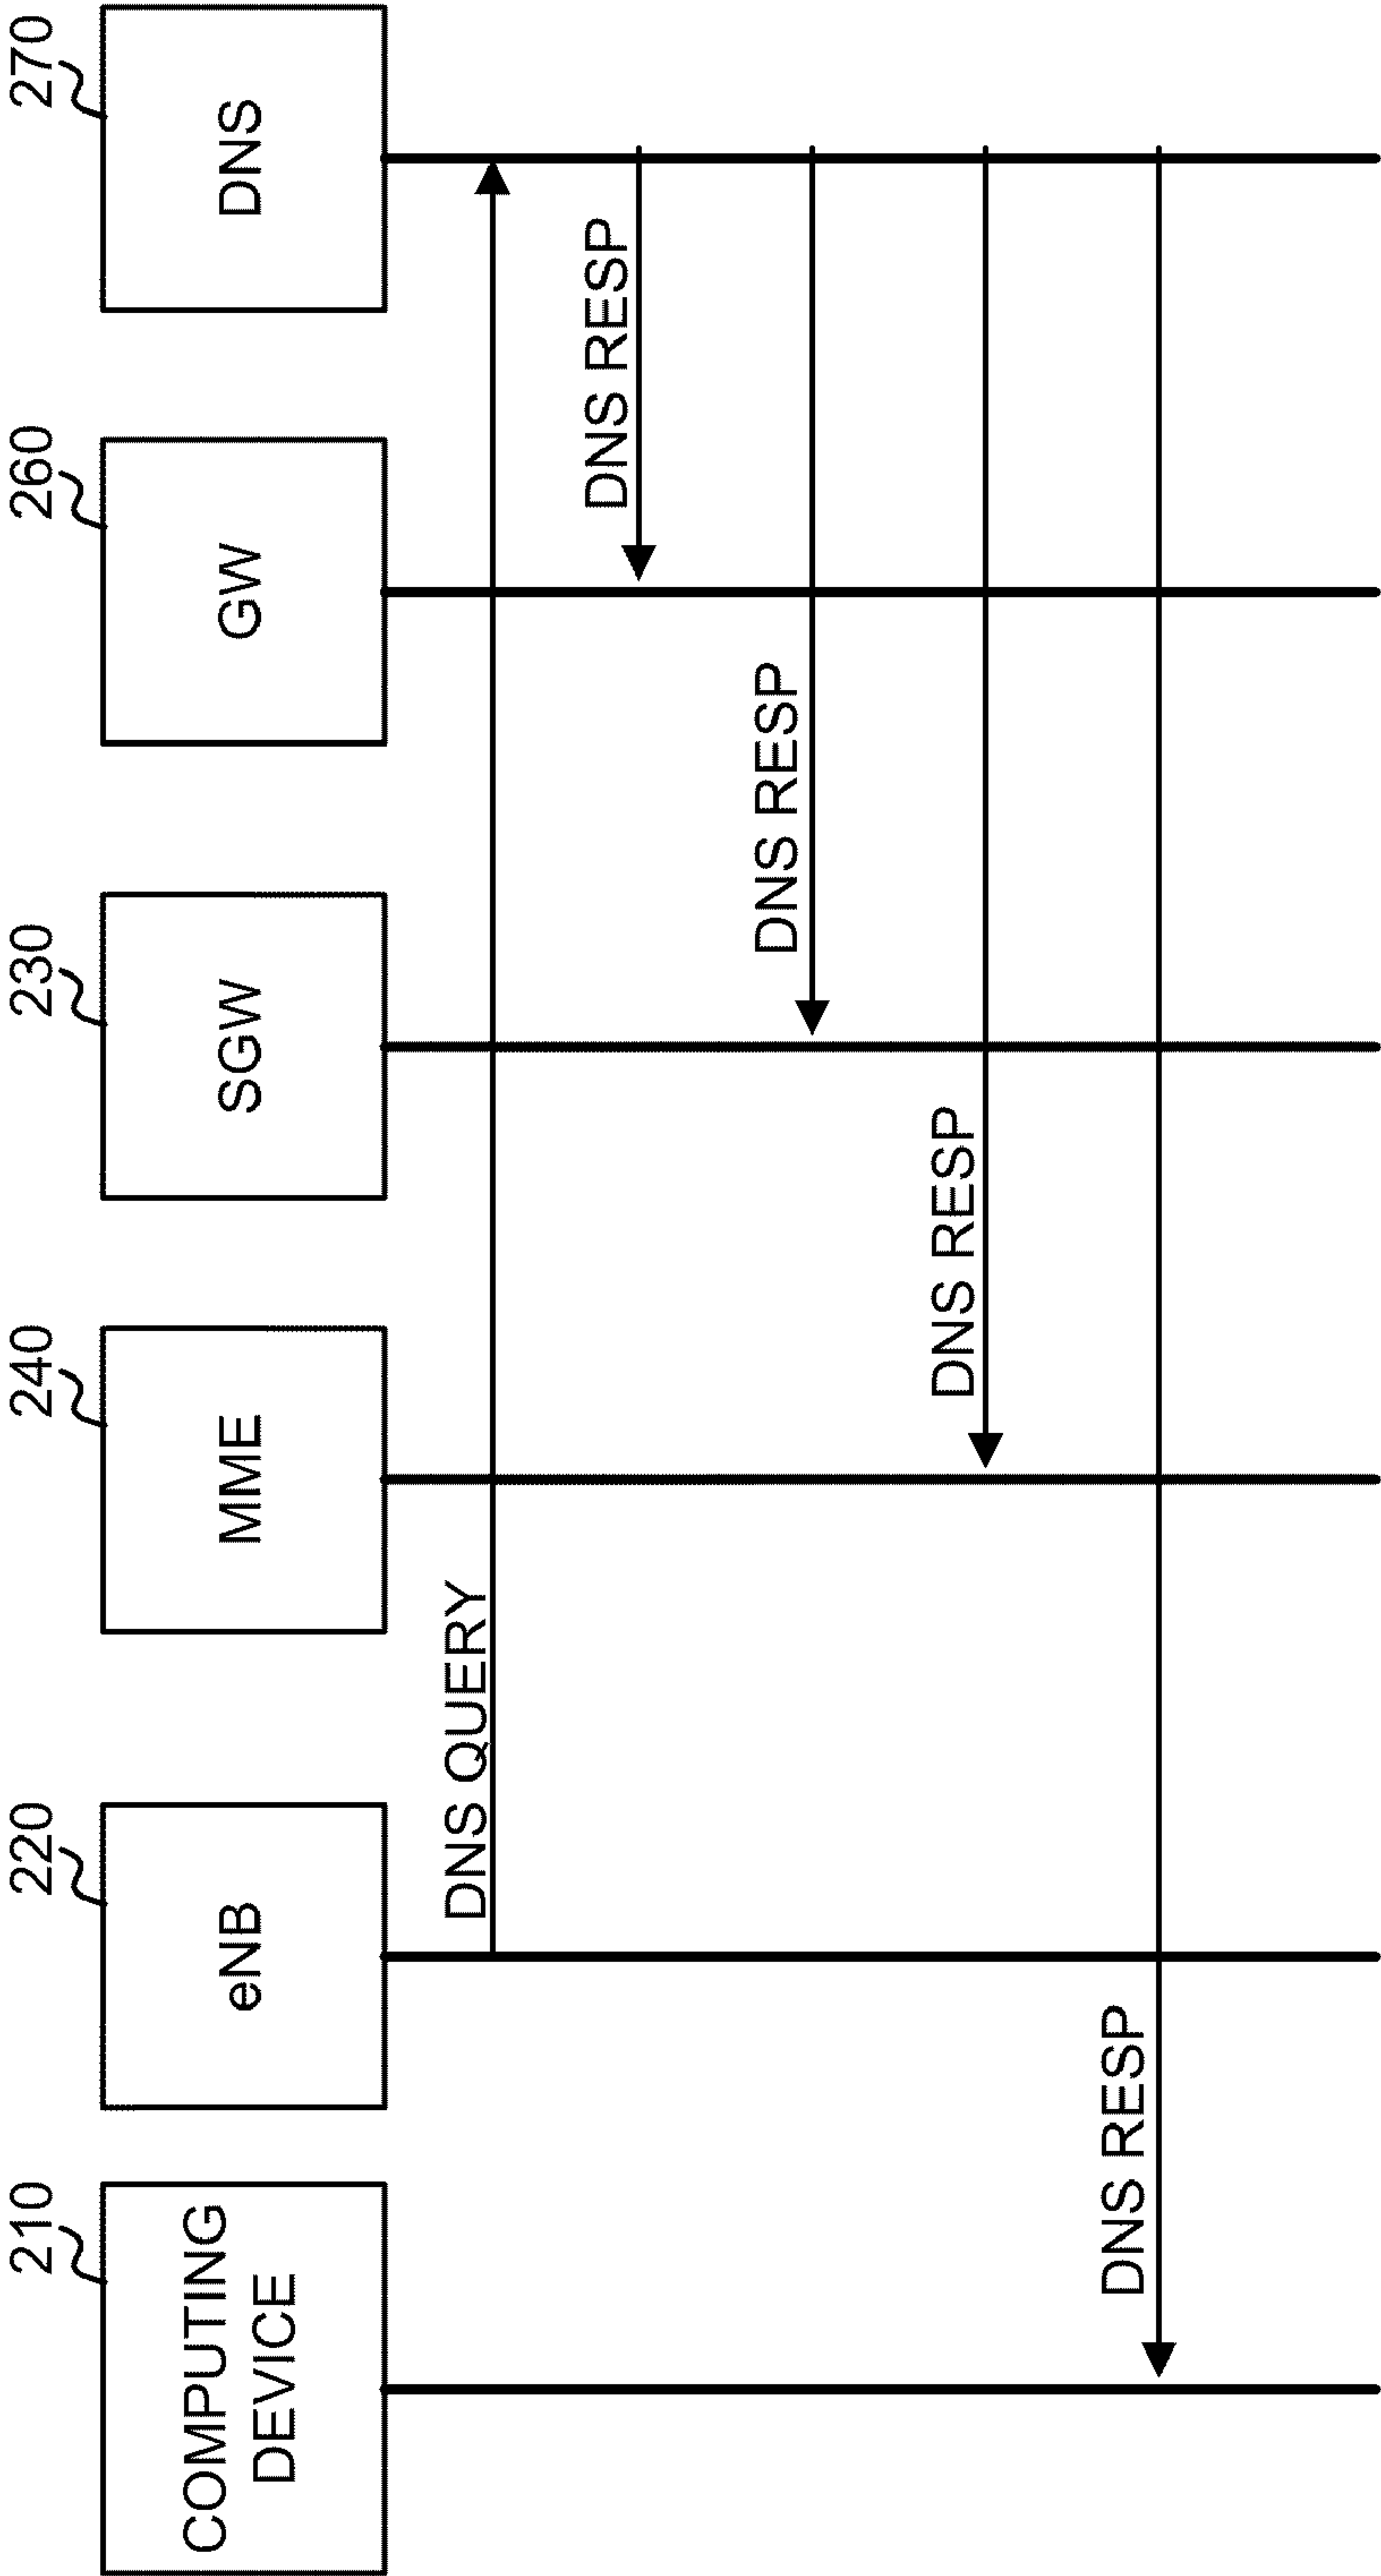 210
220
240
230
260
270
COMPUTING
DEVICE
eNB
MME
SGW
GW
DNS
DNS QUERY
DNS RESP
DNS RESP
DNS RESP
DNS RESP